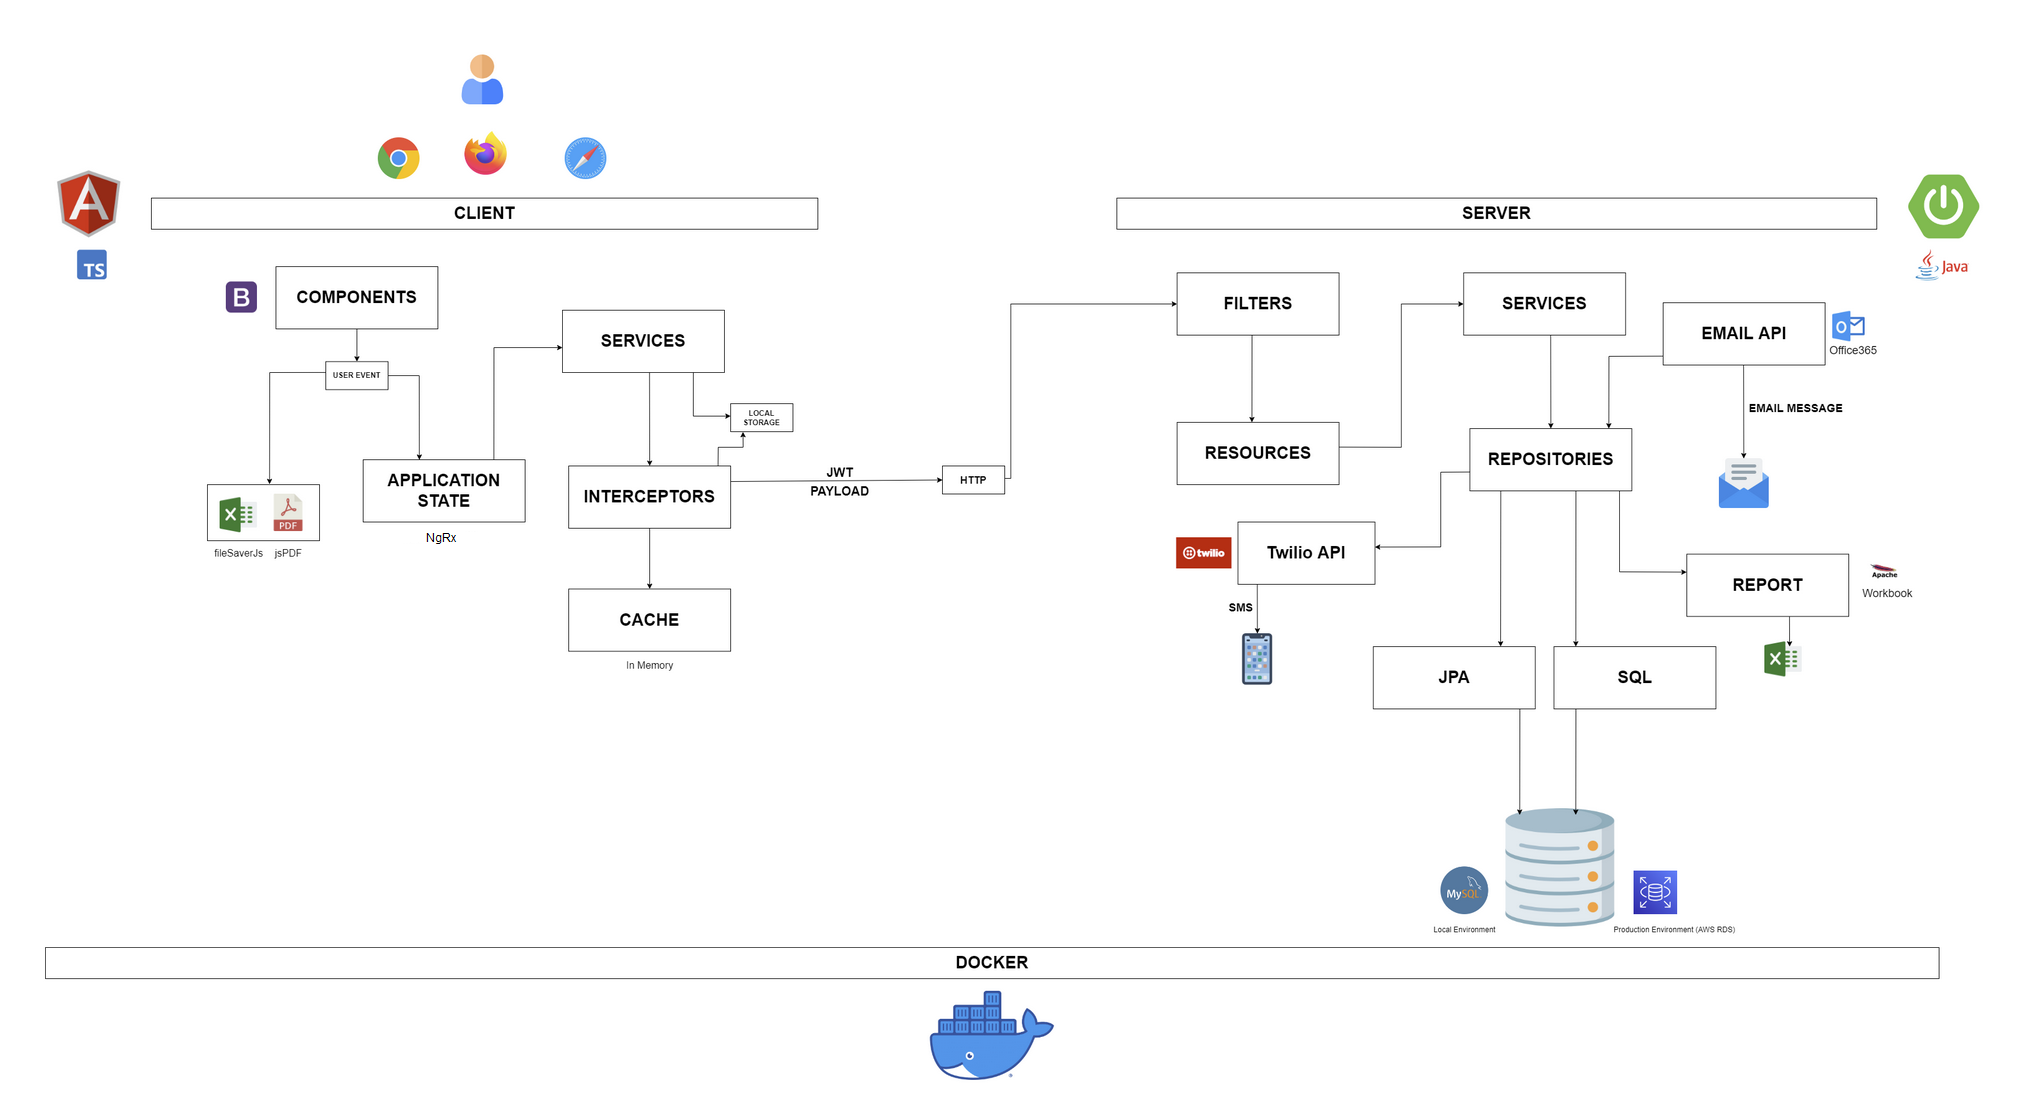 CLIENT
SERVER
TS
Java
B
COMPONENTS
FILTERS
SERVICES
EMAIL API
Office365
SERVICES
USER EVENT
LOCAL
STORAGE
EMAIL MESSAGE
RESOURCES
REPOSITORIES
APPLICATION
STATE
NgRx
INTERCEPTORS
JWT
PAYLOAD
HTTP
PDF
fileSaverJs
jsPDF
twilio
Twilio API
REPORT
Apache
Workbook
SMS
CACHE
In Memory
JPA
SQL
MySQL
Local Environment
Production Environment (AWS RDS)
DOCKER